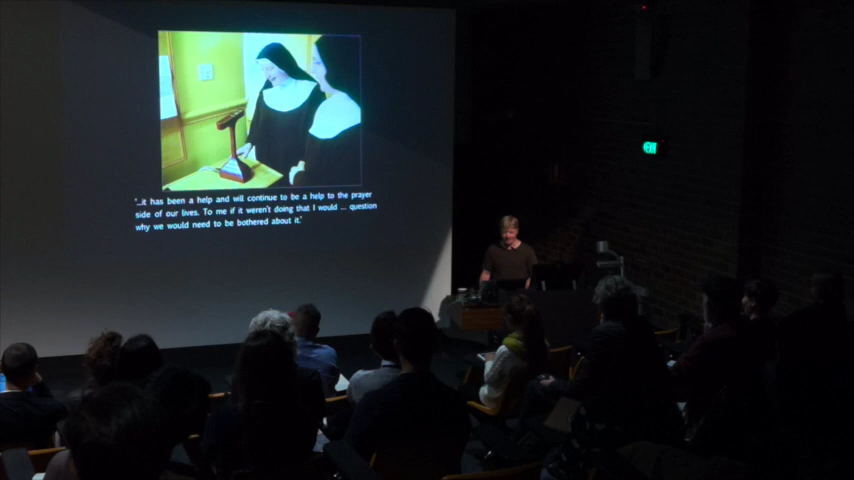 '...it has been a help and will continue to be a help to the prayer
side of our lives. To me if it weren't doing that I would ... question
why we would need to be bothered about it.'
EXIT